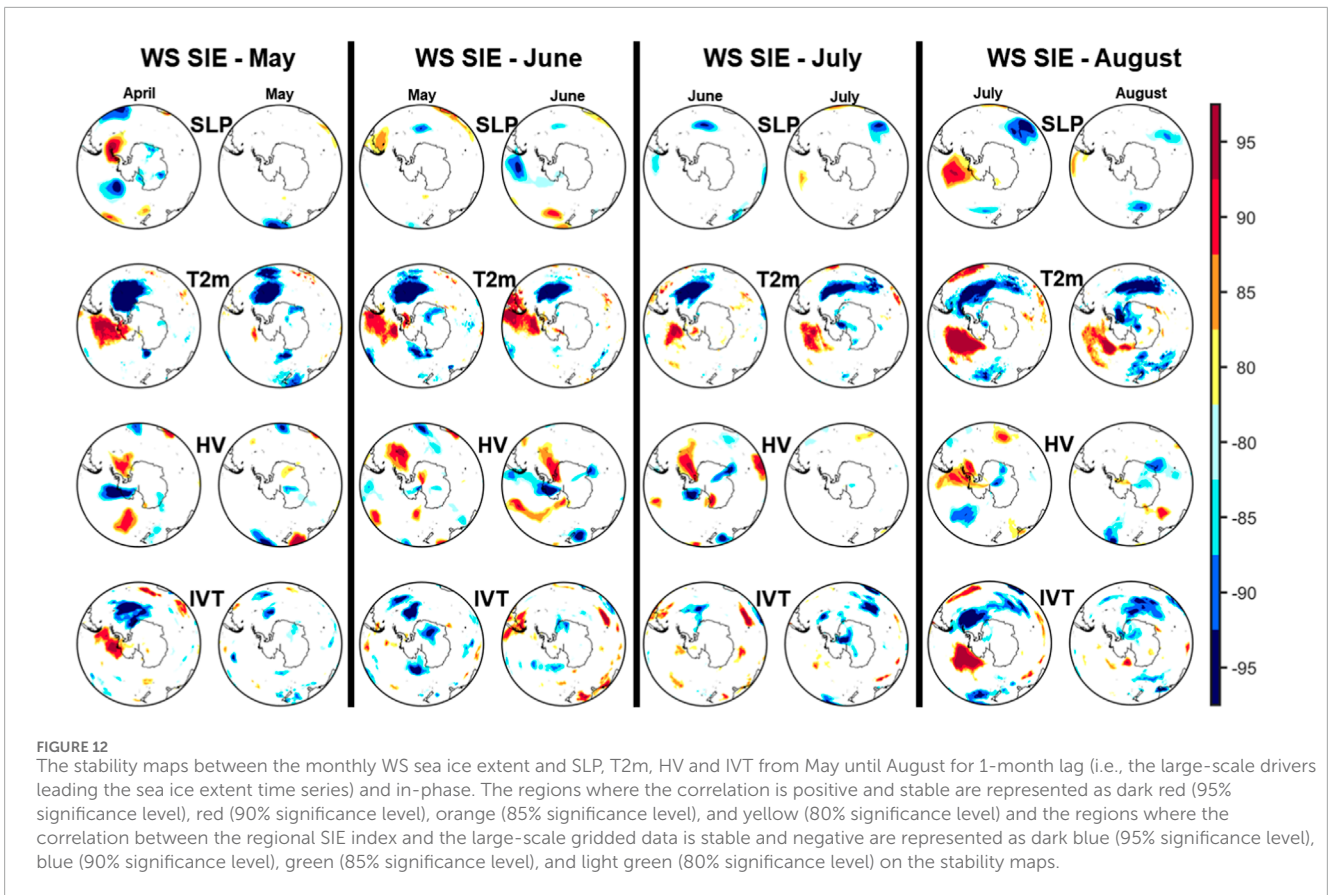 WS SIE - May WS SIE - June WS SIE - July WS SIE - August
April May May June June July July August
SLP SLP SLP SLP
T2m T2m T2m T2m
HV HV HV HV
IVT IVT IVT IVT
95
90
85
80
-80
-85
-90
-95
FIGURE 12
The stability maps between the monthly WS sea ice extent and SLP, T2m, HV and IVT from May until August for 1-month lag (i.e., the large-scale drivers
leading the sea ice extent time series) and in-phase. The regions where the correlation is positive and stable are represented as dark red (95%
significance level), red (90% significance level), orange (85% significance level), and yellow (80% significance level) and the regions where the
correlation between the regional SIE index and the large-scale gridded data is stable and negative are represented as dark blue (95% significance level),
blue (90% significance level), green (85% significance level), and light green (80% significance level) on the stability maps.